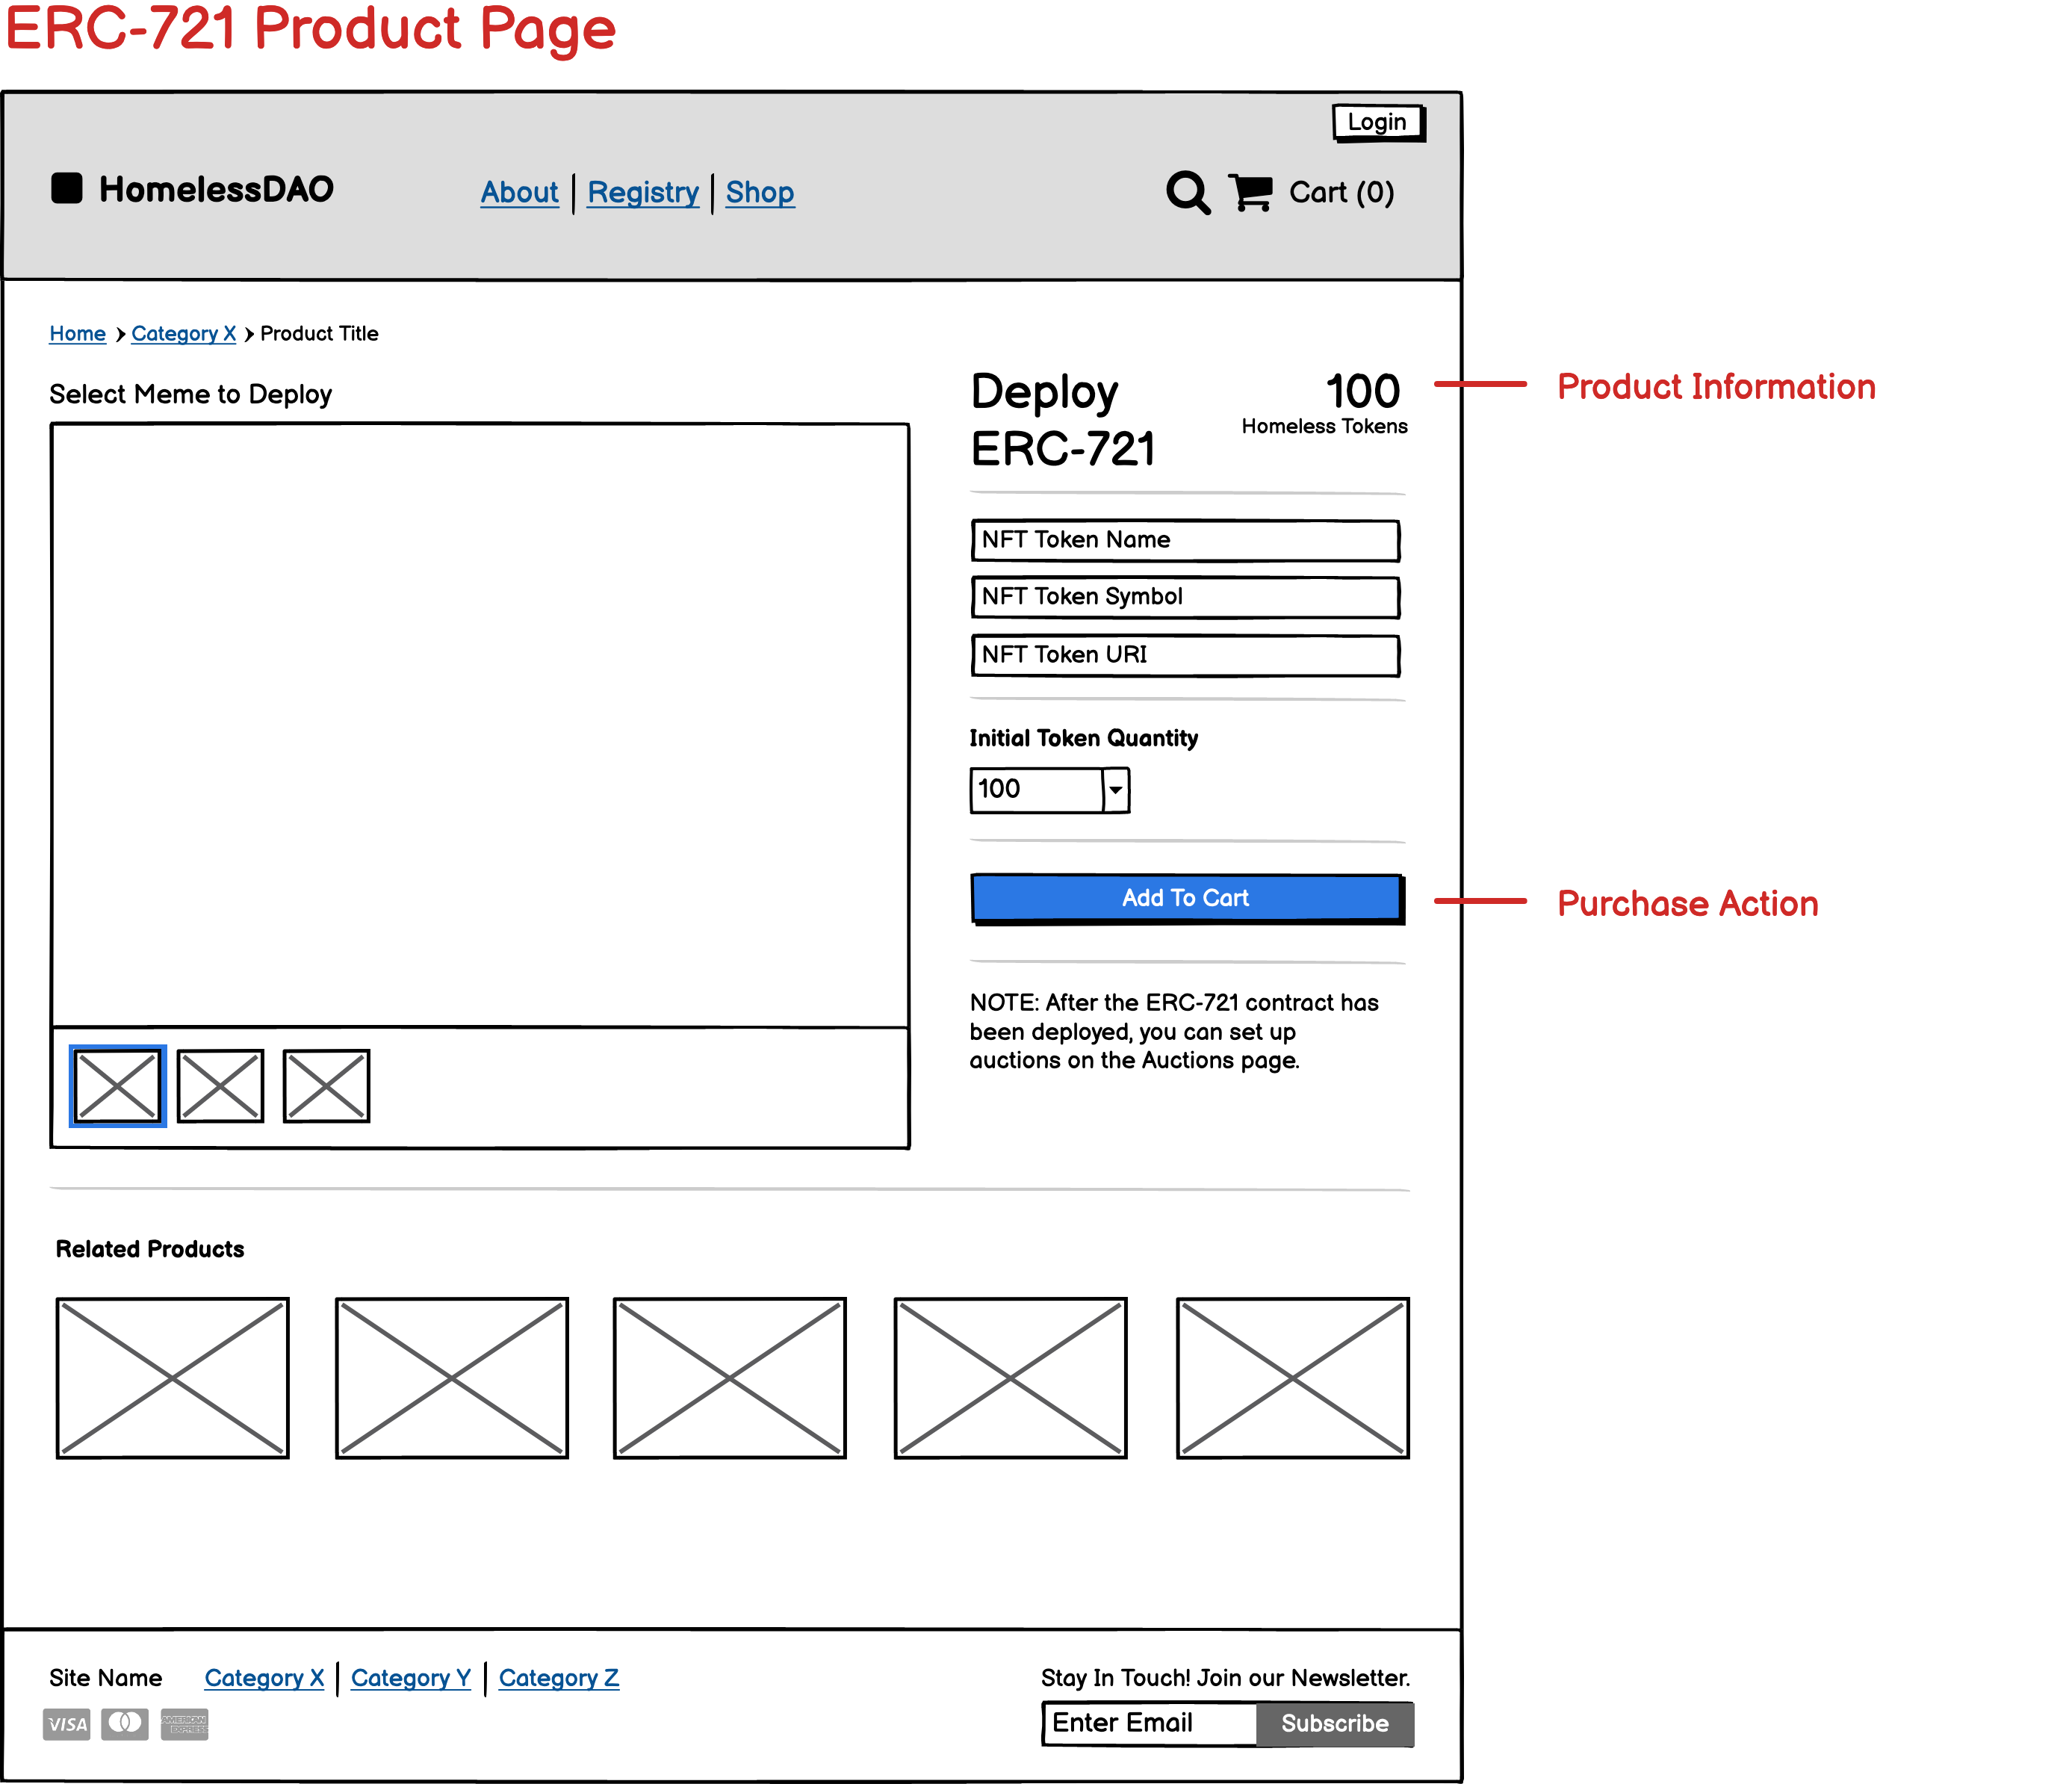 ERC-721 Product Page
Login
HomelessDAO
About | Registry | Shop
Cart (0)
Home > Category X > Product Title
Select Meme to Deploy
Deploy
ERC-721
100
Homeless Tokens
Product Information
NFT Token Name
NFT Token Symbol
NFT Token URI
Initial Token Quantity
100
Add To Cart
Purchase Action
NOTE: After the ERC-721 contract has
been deployed, you can set up
auctions on the Auctions page.
Related Products
Site Name
Category X | Category Y | Category Z
VISA
AMERICAN
EXPRESS
Stay In Touch! Join our Newsletter.
Enter Email
Subscribe